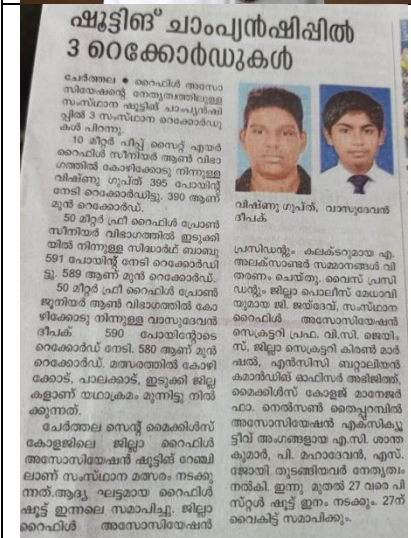 ഷൂട്ടിങ് ചാംപ്യൻഷിപ്പിൽ
3 റെക്കോർഡുകൾ
ചേർത്തല ● റൈഫിൾ അസോ
സിയേഷന്റെ നേതൃത്വത്തിലുള്ള
സംസ്ഥാന ഷൂട്ടിങ് ചാംപ്യൻഷി
പ്പിൽ 3 സംസ്ഥാന റെക്കോർഡു
കൾ പിറന്നു.
10 മീറ്റർ പീപ്പ് സൈറ്റ് എയർ
റൈഫിൾ സീനിയർ ആൺ വിഭാ
ഗത്തിൽ കോഴിക്കോടു നിന്നുള്ള
വിഷ്ണു ഗുപ്ത് 395 പോയിന്റ്
നേടി റെക്കോർഡിട്ടു. 390 ആണ്
മുൻ റെക്കോർഡ്.
50 മീറ്റർ ഫ്രീ റൈഫിൾ പ്രോൺ
സീനിയർ വിഭാഗത്തിൽ ഇടുക്കി
യിൽ നിന്നുള്ള സിദ്ധാർഥ് ബാബു
591 പോയിന്റ് നേടി റെക്കോർഡി
ട്ടു. 589 ആണ് മുൻ റെക്കോർഡ്.
50 മീറ്റർ ഫ്രീ റൈഫിൾ പ്രോൺ
ജൂനിയർ ആൺ വിഭാഗത്തിൽ കോ
ഴിക്കോടു നിന്നുള്ള വാസുദേവൻ
ദീപക് 590 പോയിന്റോടെ
റെക്കോർഡ് നേടി. 580 ആണ് മുൻ
റെക്കോർഡ്. മത്സരത്തിൽ കോഴി
ക്കോട്, പാലക്കാട്, ഇടുക്കി ജില്ല
കളാണ് യഥാക്രമം മുന്നിട്ടു നിൽ
ക്കുന്നത്.
ചേർത്തല സെന്റ് മൈക്കിൾസ്
കോളജിലെ ജില്ലാ റൈഫിൾ
അസോസിയേഷൻ ഷൂട്ടിങ് റേഞ്ചി
ലാണ് സംസ്ഥാന മത്സരം നടക്കു
ന്നത്.ആദ്യ ഘട്ടമായ റൈഫിൾ
ഷൂട്ട് ഇന്നലെ സമാപിച്ചു. ജില്ലാ
റൈഫിൾ അസോസിയേഷൻ
വിഷ്ണു ഗുപ്ത്, വാസുദേവൻ
ദീപക്
പ്രസിഡന്റും കലക്ടറുമായ എ.
അലക്സാണ്ടർ സമ്മാനങ്ങൾ വി
തരണം ചെയ്തു. വൈസ് പ്രസി
ഡന്റും ജില്ലാ പൊലീസ് മേധാവി
യുമായ ജി. ജയ്ദേവ്, സംസ്ഥാന
റൈഫിൾ അസോസിയേഷൻ
സെക്രട്ടറി പ്രഫ. വി.സി. ജെയിം
സ്, ജില്ലാ സെക്രട്ടറി കിരൺ മാർ
ഷൽ, എൻസിസി ബറ്റാലിയൻ
കമാൻഡിങ് ഓഫിസർ അഭിജിത്ത്,
മൈക്കിൾസ് കോളജ് മാനേജർ
ഫാ. നെൽസൺ തൈപ്പറമ്പിൽ
അസോസിയേഷൻ എക്സിക്യൂ
ട്ടീവ് അംഗങ്ങളായ എ.സി. ശാന്ത
കുമാർ, പി. മഹാദേവൻ, എസ്.
ജോയി തുടങ്ങിയവർ നേതൃത്വം
നൽകി. ഇന്നു മുതൽ 27 വരെ പി
സ്റ്റൾ ഷൂട്ട് ഇനം നടക്കും. 27ന്
വൈകിട്ട് സമാപിക്കും.